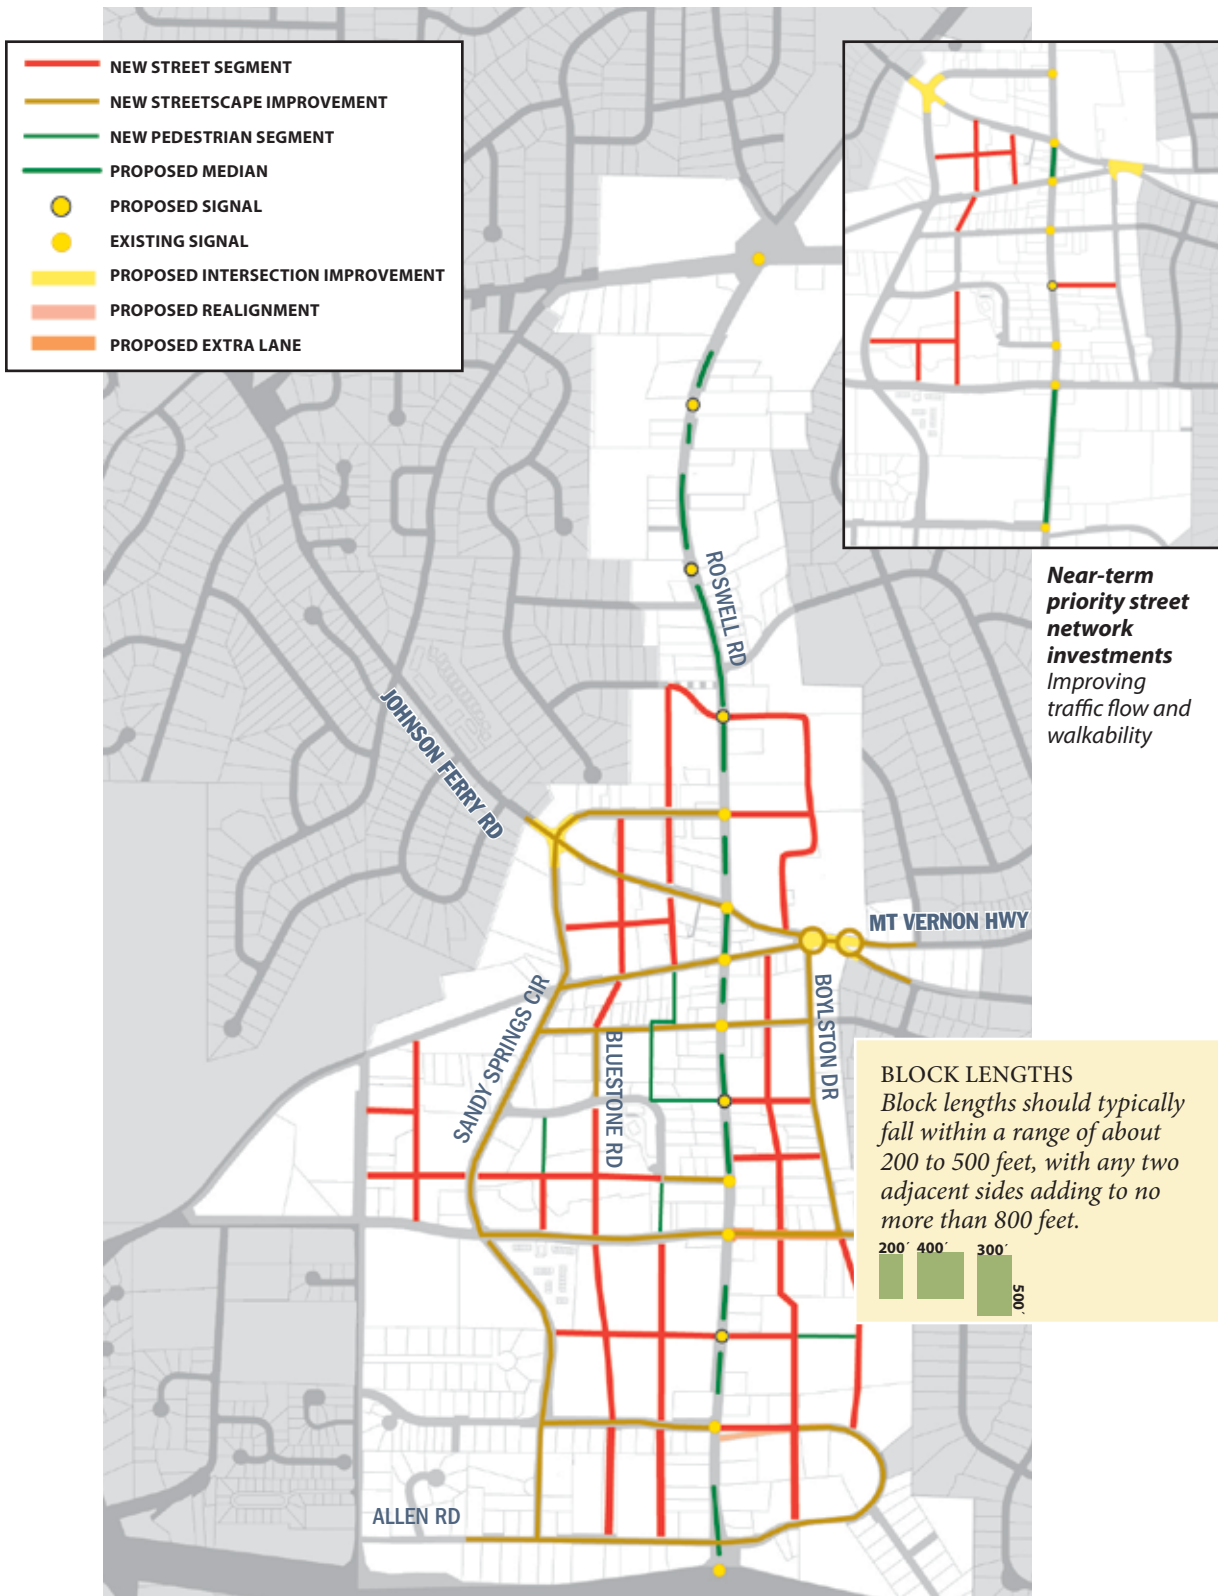 NEW STREET SEGMENT
NEW STREETSCAPE IMPROVEMENT
NEW PEDESTRIAN SEGMENT
PROPOSED MEDIAN
PROPOSED SIGNAL
EXISTING SIGNAL
PROPOSED INTERSECTION IMPROVEMENT
PROPOSED REALIGNMENT
PROPOSED EXTRA LANE
Near-term
priority street
network
investments
Improving
traffic flow and
walkability
ROSWELL RD
JOHNSON FERRY RD
MT VERNON HWY
SANDY SPRINGS CIR
BLUESTONE RD
BOYLSTON DR
BLOCK LENGTHS
Block lengths should typically
fall within a range of about
200 to 500 feet, with any two
adjacent sides adding to no
more than 800 feet.
200´ 400´ 300´
500´
ALLEN RD